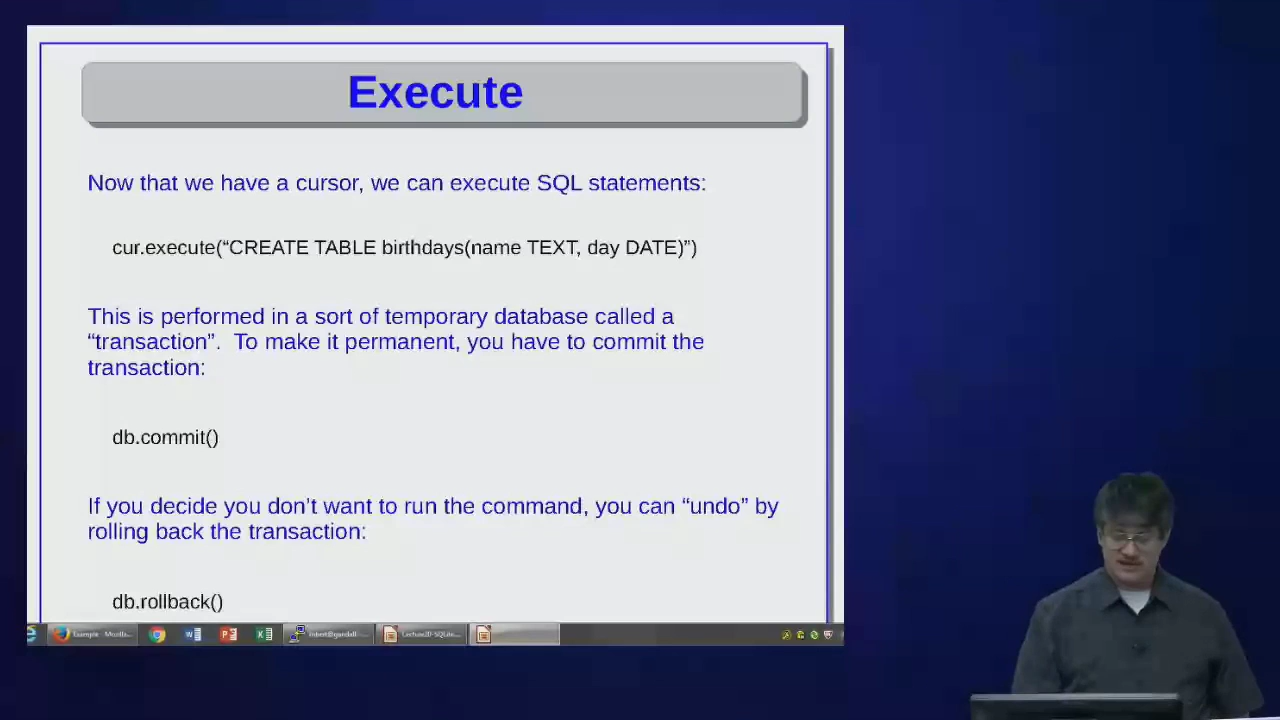 Execute
Now that we have a cursor, we can execute SQL statements:
cur.execute(“CREATE TABLE birthdays(name TEXT, day DATE)”)
This is performed in a sort of temporary database called a
“transaction”.  To make it permanent, you have to commit the
transaction:
db.commit()
If you decide you don’t want to run the command, you can “undo” by
rolling back the transaction:
db.rollback()
Example - Mozilla...